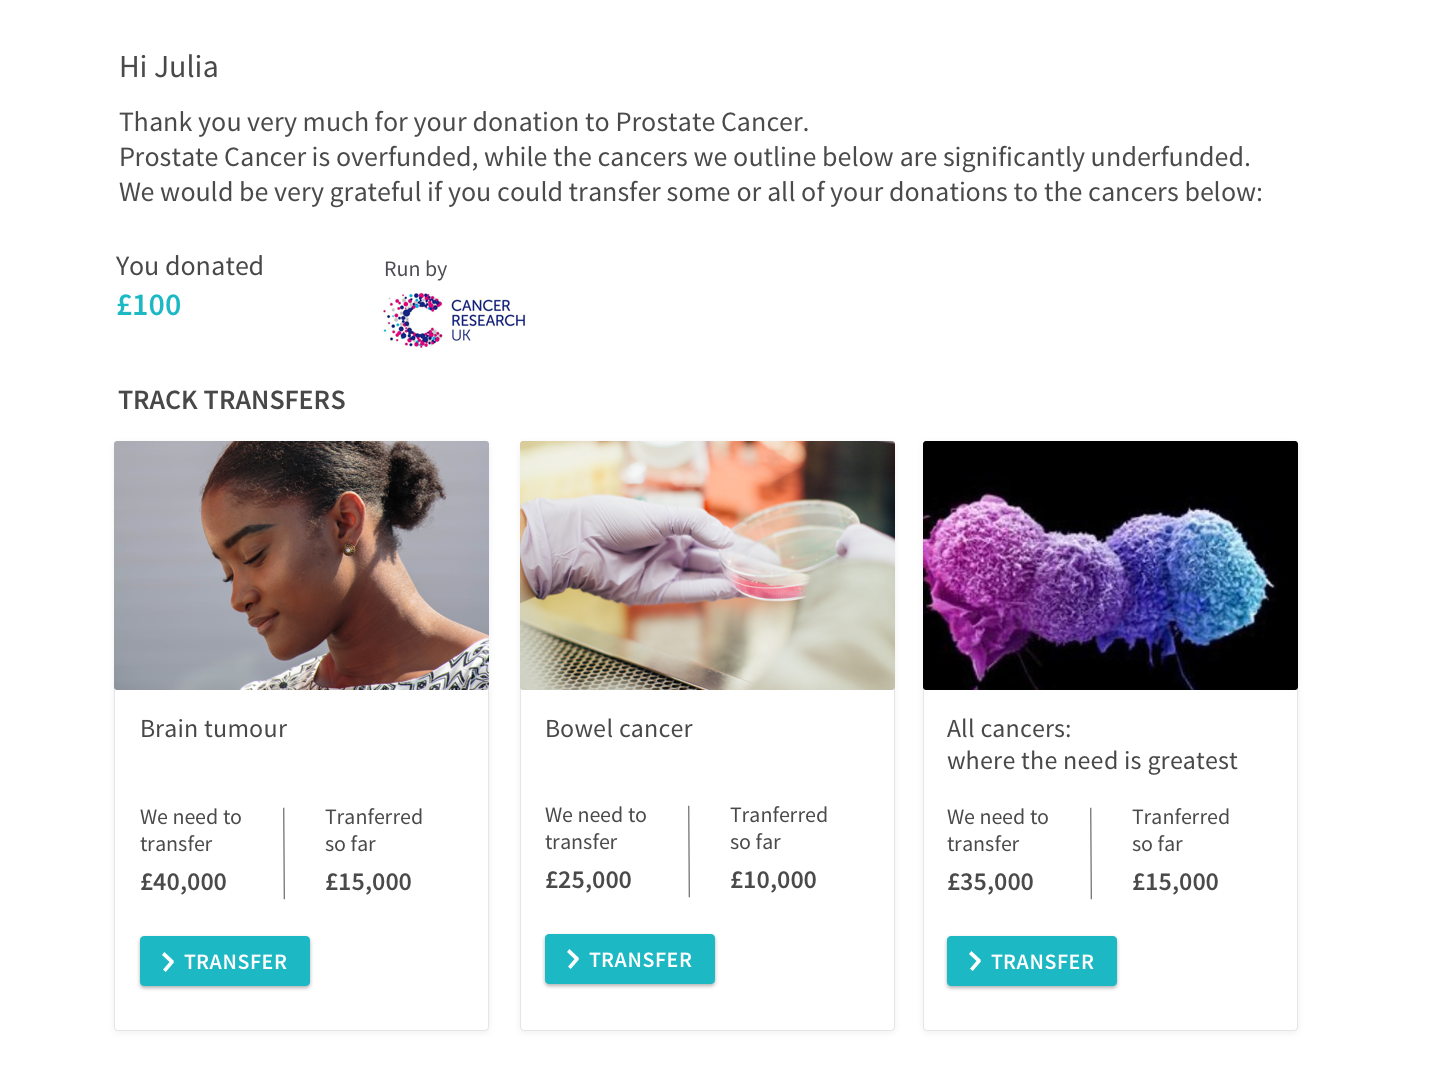 Hi Julia
Thank you very much for your donation to Prostate Cancer.
Prostate Cancer is overfunded, while the cancers we outline below are significantly underfunded.
We would be very grateful if you could transfer some or all of your donations to the cancers below:
You donated
£100
Run by
CANCER
RESEARCH
UK
TRACK TRANSFERS
Brain tumour
We need to
transfer
£40,000
Tranferred
so far
£15,000
TRANSFER
Bowel cancer
We need to
transfer
£25,000
Tranferred
so far
£10,000
TRANSFER
All cancers:
where the need is greatest
We need to
transfer
£35,000
Tranferred
so far
£15,000
TRANSFER